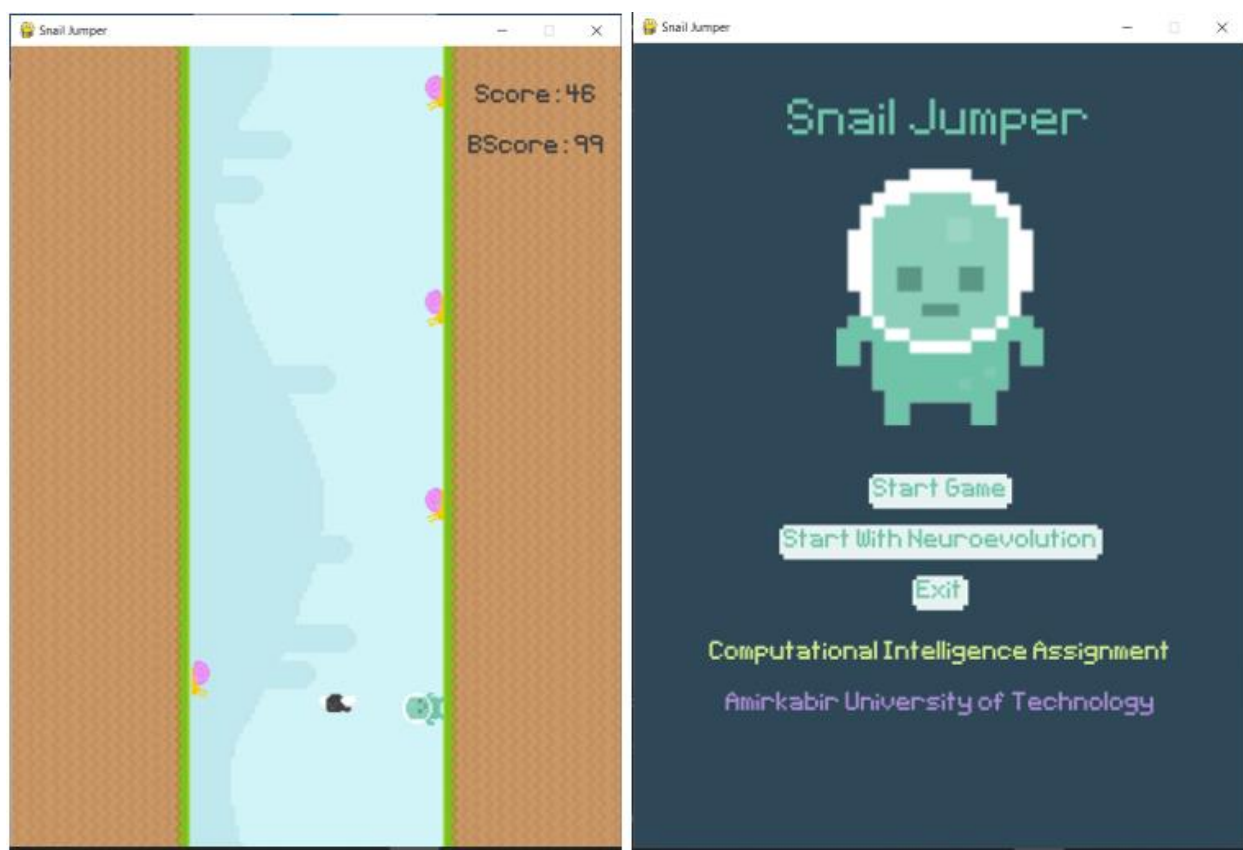 Snail Jumper
Score:46
BScore:99
Snail Jumper
Snail Jumper
Start Game
Start With Neuroevolution
Exit
Computational Intelligence Assignment
Amirkabir University of Technology